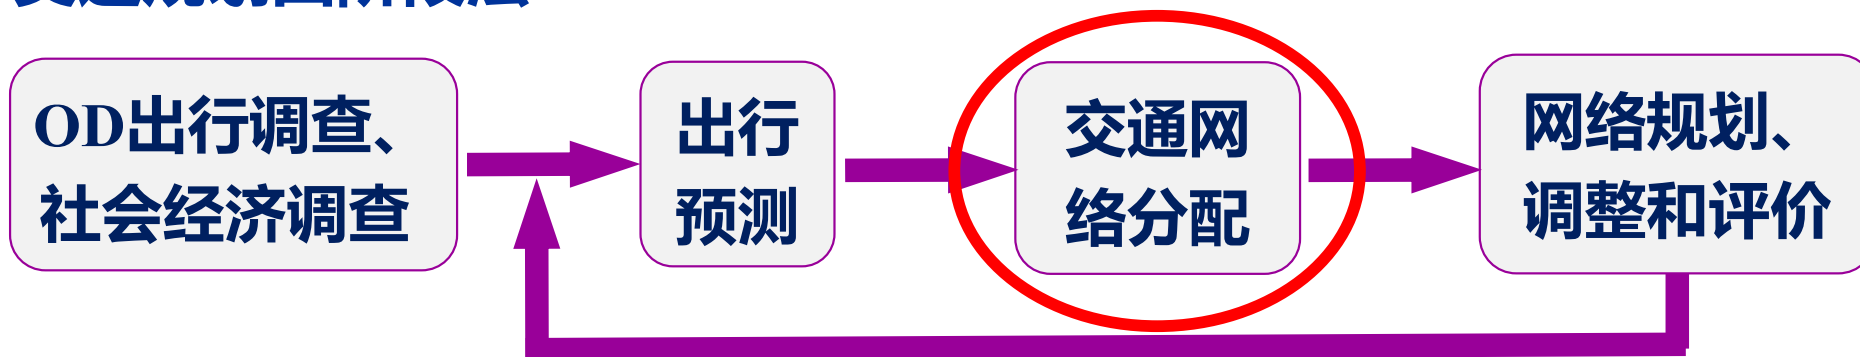 OD出行调查、
社会经济调查
出行
预测
交通网
络分配
网络规划、
调整和评价